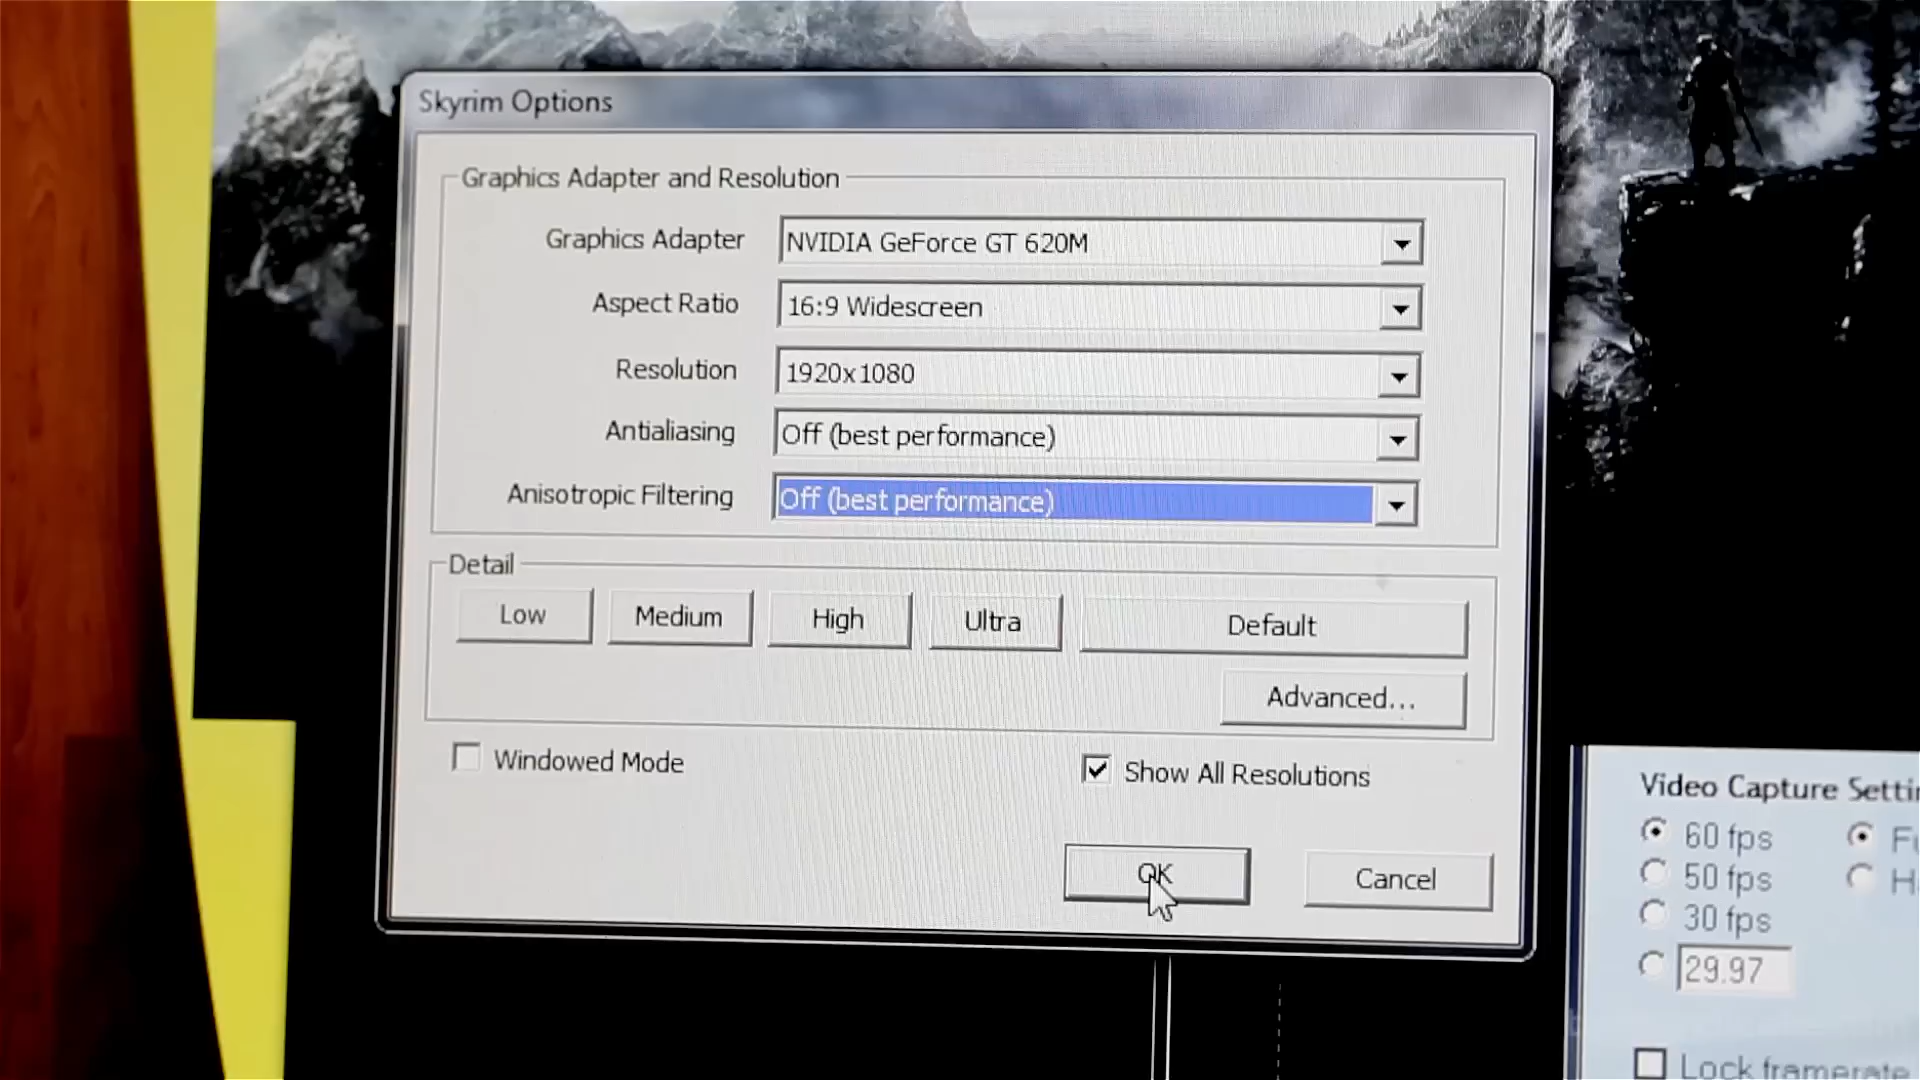 Skyrim Options
Graphics Adapter and Resolution
Graphics Adapter NVIDIA GeForce GT 620M
Aspect Ratio 16:9 Widescreen
Resolution 1920x1080
Antialiasing Off (best performance)
Anisotropic Filtering Off (best performance)
Detail
Low Medium High Ultra Default
Advanced...
Windowed Mode Show All Resolutions
OK Cancel
Video Capture
60 fps
50 fps
30 fps
29.97
Lock framerate